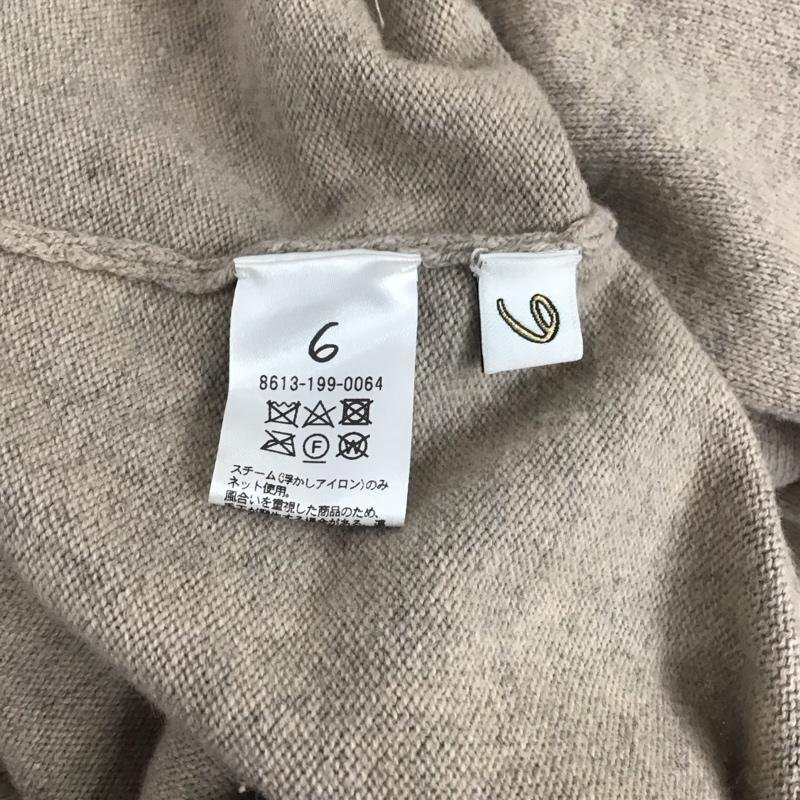 6
8613-199-0064
F
W
スチーム(浮かしアイロン)のみ
ネット使用。
風合いを重視した商品のため、
6